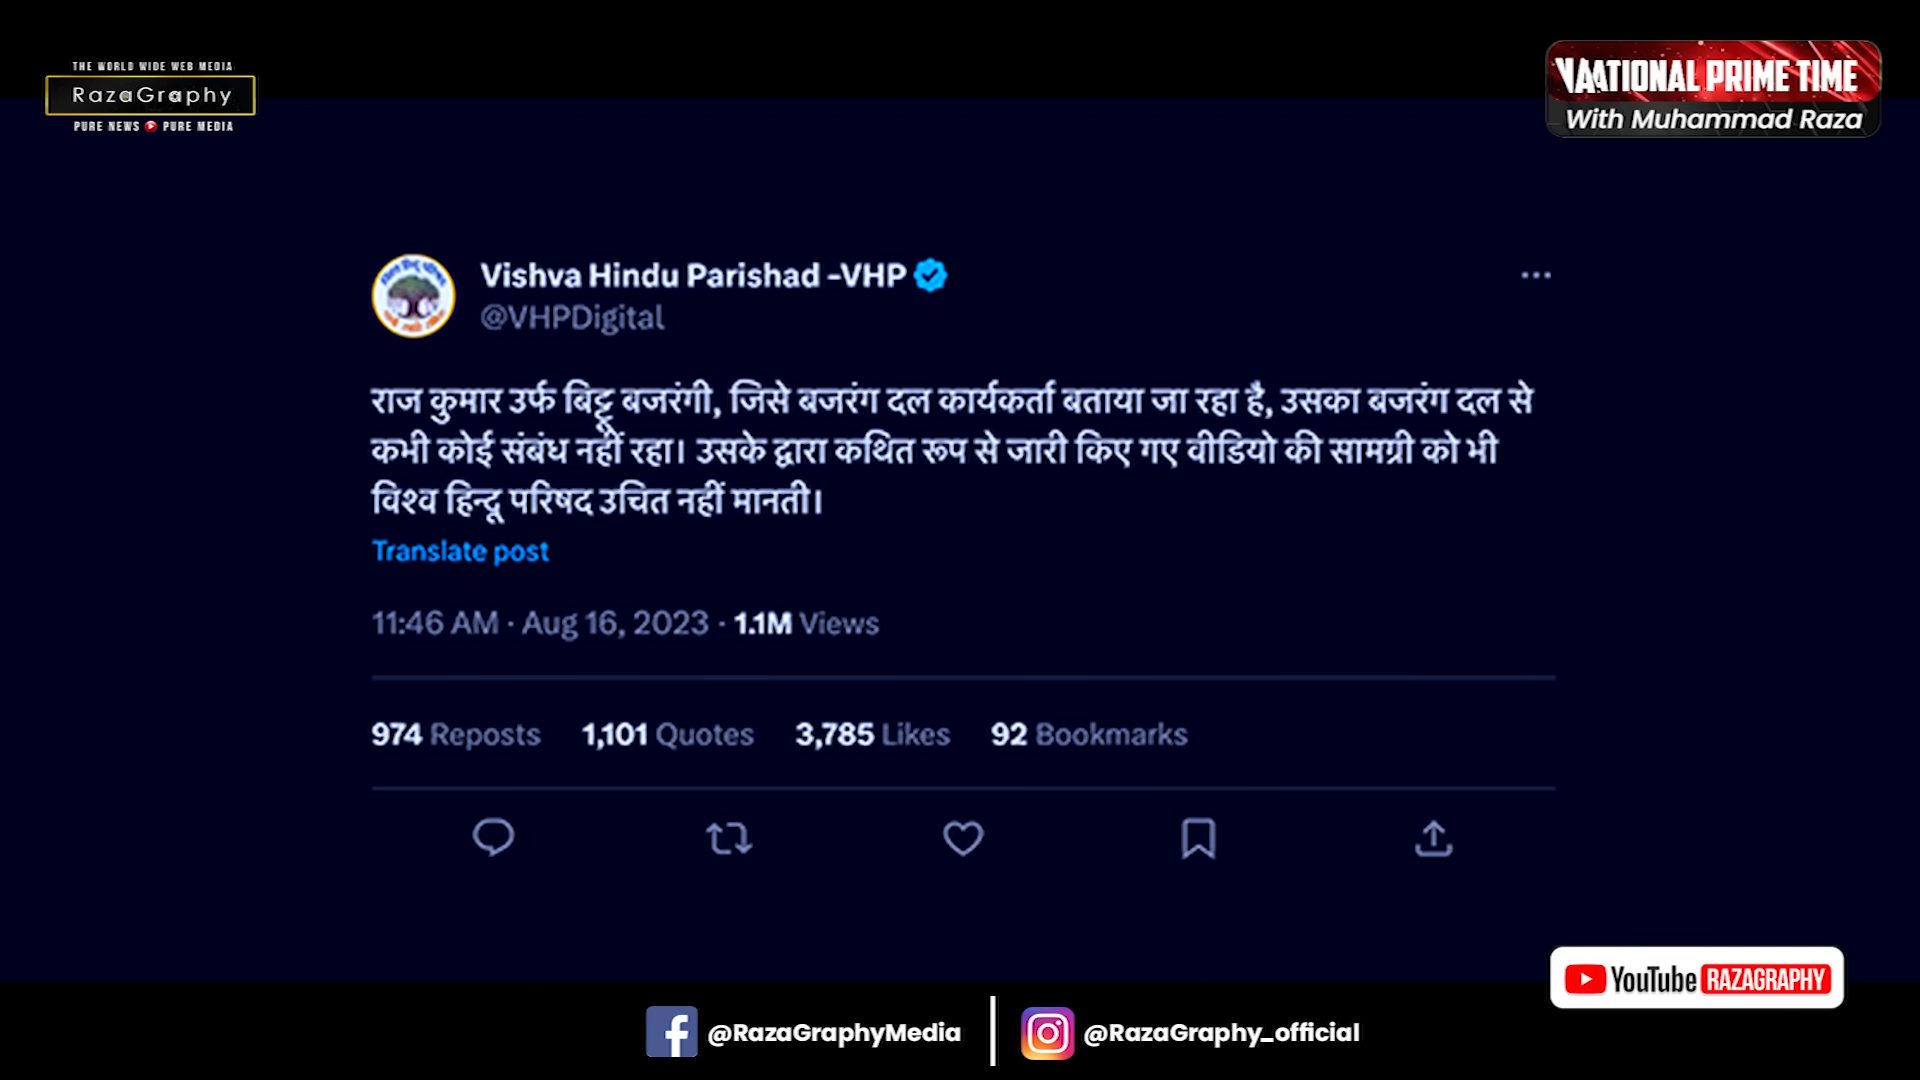 THE WORLD WIDE WEB MEDIA
RazaGraphy
PURE NEWS PURE MEDIA
NATIONAL PRIME TIME
With Muhammad Raza
Vishva Hindu Parishad -VHP
@VHPDigital
राज कुमार उर्फ बिट्टू बजरंगी, जिसे बजरंग दल कार्यकर्ता बताया जा रहा है, उसका बजरंग दल से
कभी कोई संबंध नहीं रहा। उसके द्वारा कथित रूप से जारी किए गए वीडियो की सामग्री को भी
विश्व हिन्दू परिषद उचित नहीं मानती।
Translate post
11:46 AM · Aug 16, 2023 · 1.1M Views
974 Reposts 1,101 Quotes 3,785 Likes 92 Bookmarks
YouTube RAZAGRAPHY
@RazaGraphyMedia @RazaGraphy_official